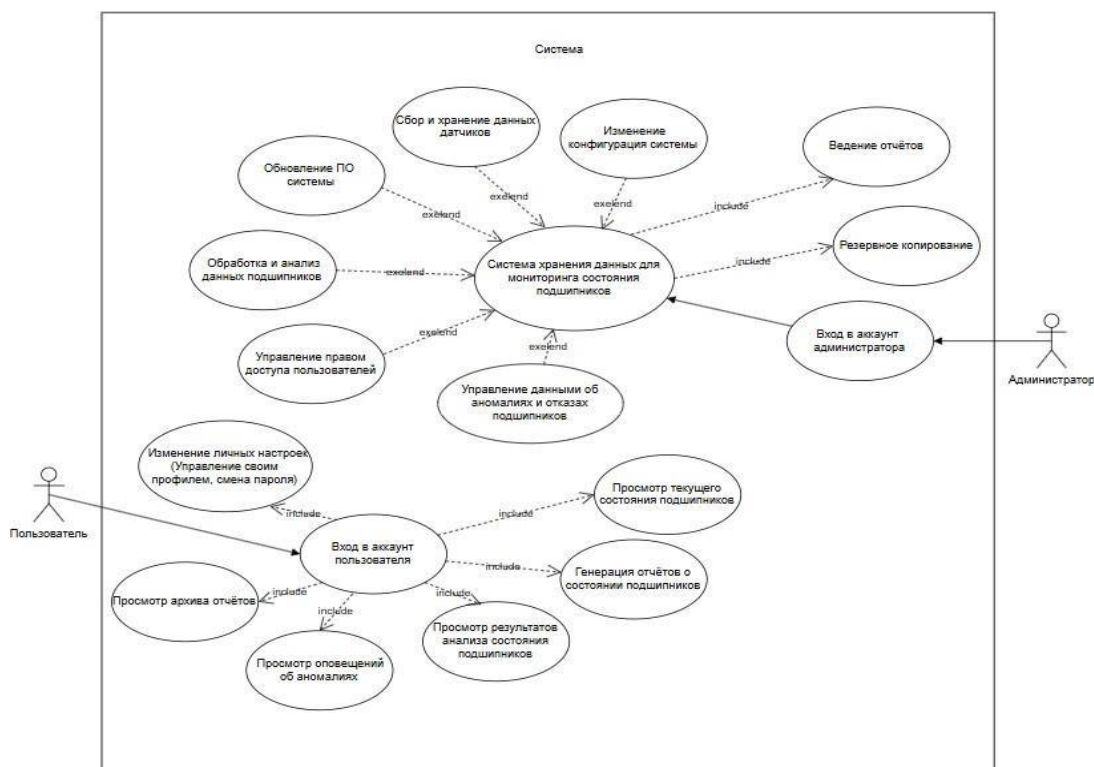 Система
Сбор и хранение данных
датчиков
Изменение
конфигурация системы
Ведение отчётов
Обновление ПО
системы
exelend
exelend
exelend
include
Резервное копирование
Обработка и анализ
данных подшипников
exelend
Система хранения данных для
мониторинга состояния
подшипников
include
Вход в аккаунт
администратора
Администратор
Управление правом
доступа пользователей
exelend
exelend
Управление данными об
аномалиях и отказах
подшипников
Изменение личных настроек
(Управление своим
профилем, смена пароля)
Просмотр текущего
состояния подшипников
Пользователь
include
include
Вход в аккаунт
пользователя
include
Генерация отчётов о
состоянии подшипников
Просмотр архива отчётов
include
include
include
Просмотр результатов
анализа состояния
подшипников
Просмотр оповещений
об аномалиях